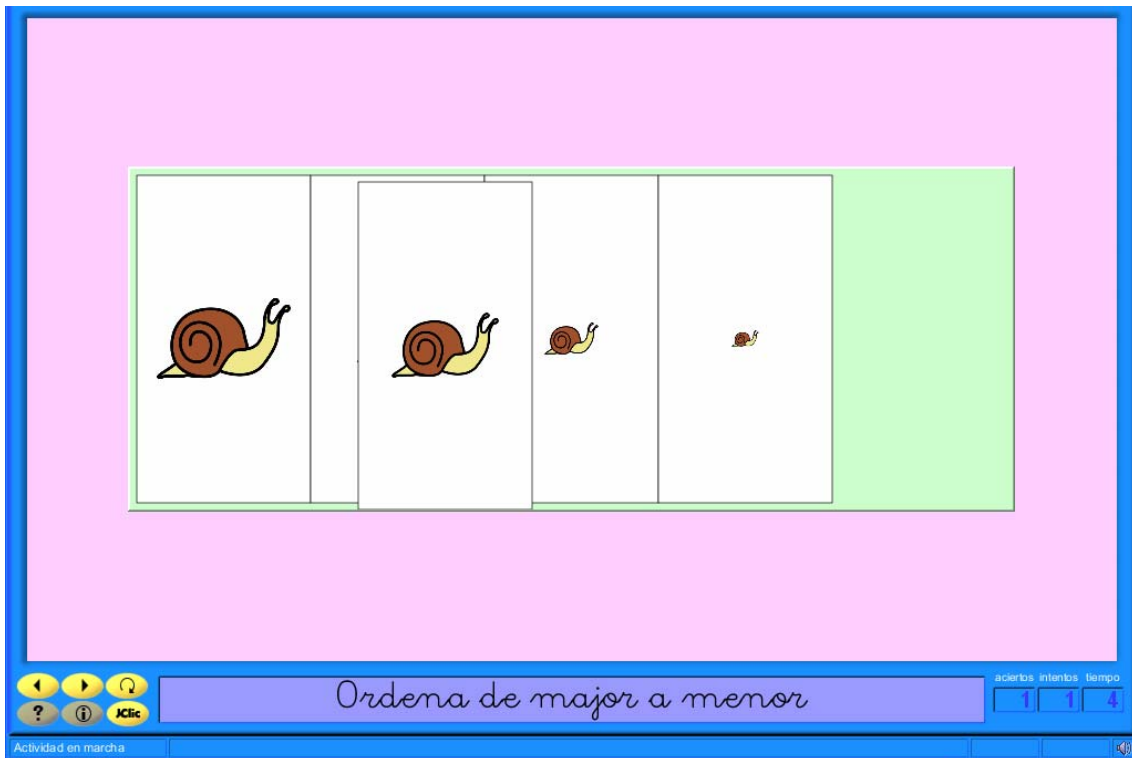 Ordena de major a menor
aciertos intentos tiempo
1 1 4
? i JClic
Actividad en marcha